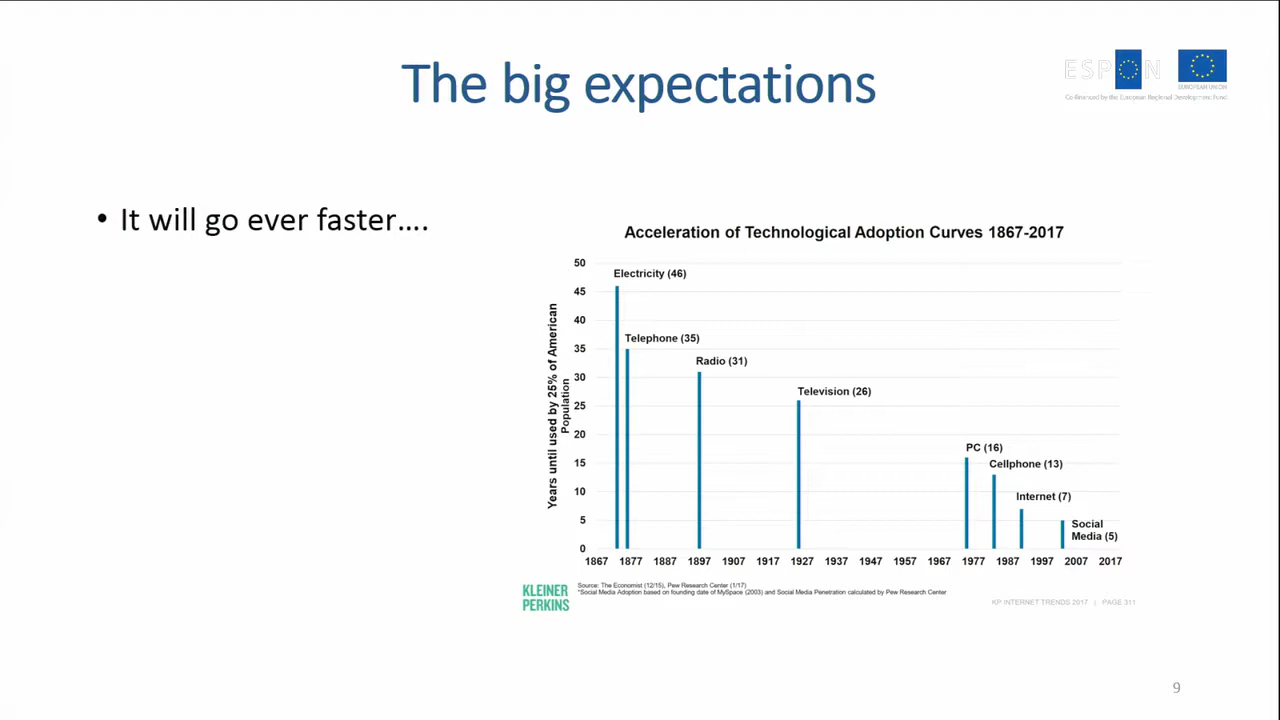 The big expectations
ESPON
EUROPEAN UNION
Co-financed by the European Regional Development Fund
• It will go ever faster....
Acceleration of Technological Adoption Curves 1867-2017
Years until used by 25% of American
Population
50
45
40
35
30
25
20
15
10
5
0
Electricity (46)
Telephone (35)
Radio (31)
Television (26)
PC (16)
Cellphone (13)
Internet (7)
Social
Media (5)
1867 1877 1887 1897 1907 1917 1927 1937 1947 1957 1967 1977 1987 1997 2007 2017
KLEINER
PERKINS
Source: The Economist (12/15), Pew Research Center (1/17)
*Social Media Adoption based on founding date of MySpace (2003) and Social Media Penetration calculated by Pew Research Center
KP INTERNET TRENDS 2017 | PAGE 311
9